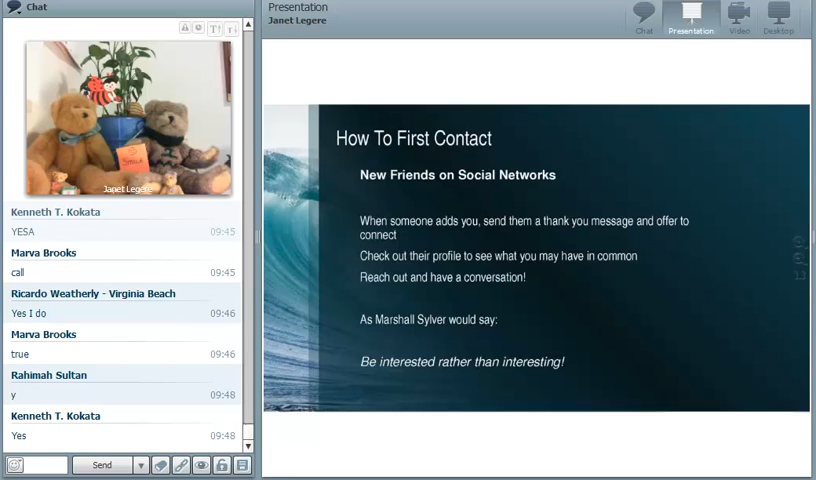 Chat
Presentation
Janet Legere
Chat
Presentation
Video
Desktop
SMILE
Janet Legere
Kenneth T. Kokata
YESA
09:45
Marva Brooks
call
09:45
Ricardo Weatherly - Virginia Beach
Yes I do
09:46
Marva Brooks
true
09:46
Rahimah Sultan
y
09:48
Kenneth T. Kokata
Yes
09:48
Send
How To First Contact
New Friends on Social Networks
When someone adds you, send them a thank you message and offer to
connect
Check out their profile to see what you may have in common
Reach out and have a conversation!
As Marshall Sylver would say:
Be interested rather than interesting!